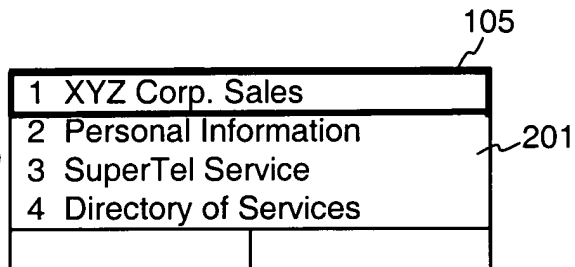 105
1 XYZ Corp. Sales
2 Personal Information
201
3 SuperTel Service
4 Directory of Services